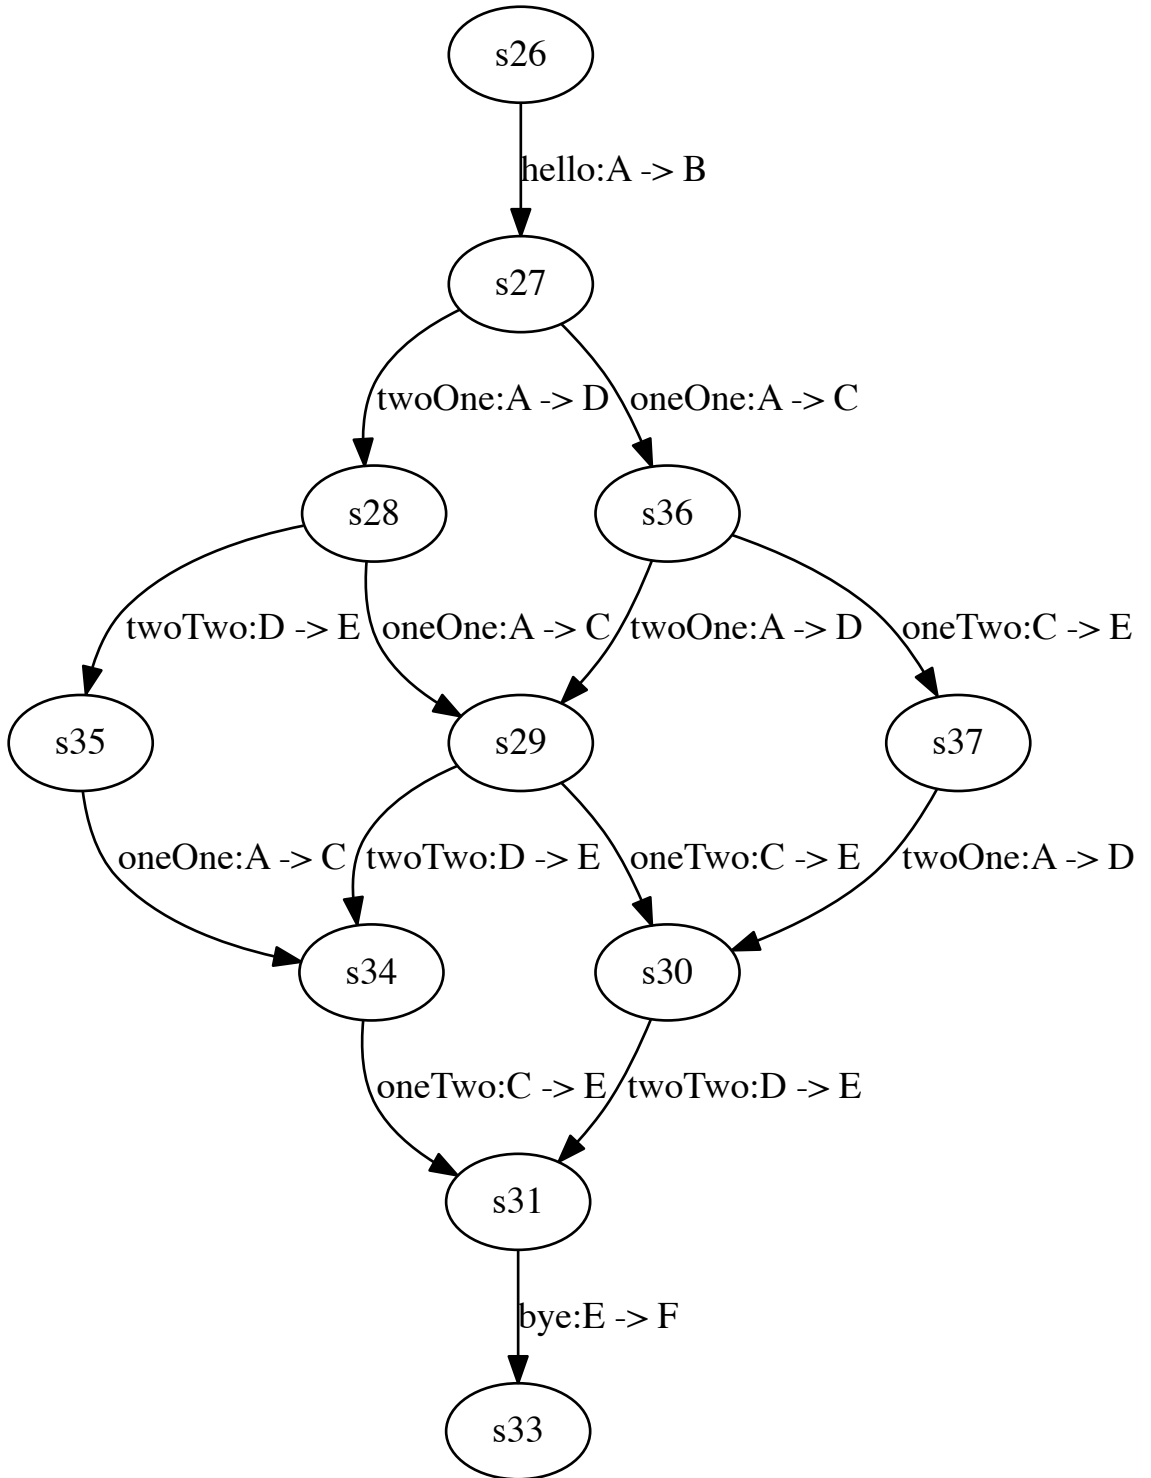 s26
hello:A -> B
s27
twoOne:A -> D
oneOne:A -> C
s28
s36
twoTwo:D -> E
oneOne:A -> C
twoOne:A -> D
oneTwo:C -> E
s35
s29
s37
oneOne:A -> C
twoTwo:D -> E
oneTwo:C -> E
twoOne:A -> D
s34
s30
oneTwo:C -> E
twoTwo:D -> E
s31
bye:E -> F
s33